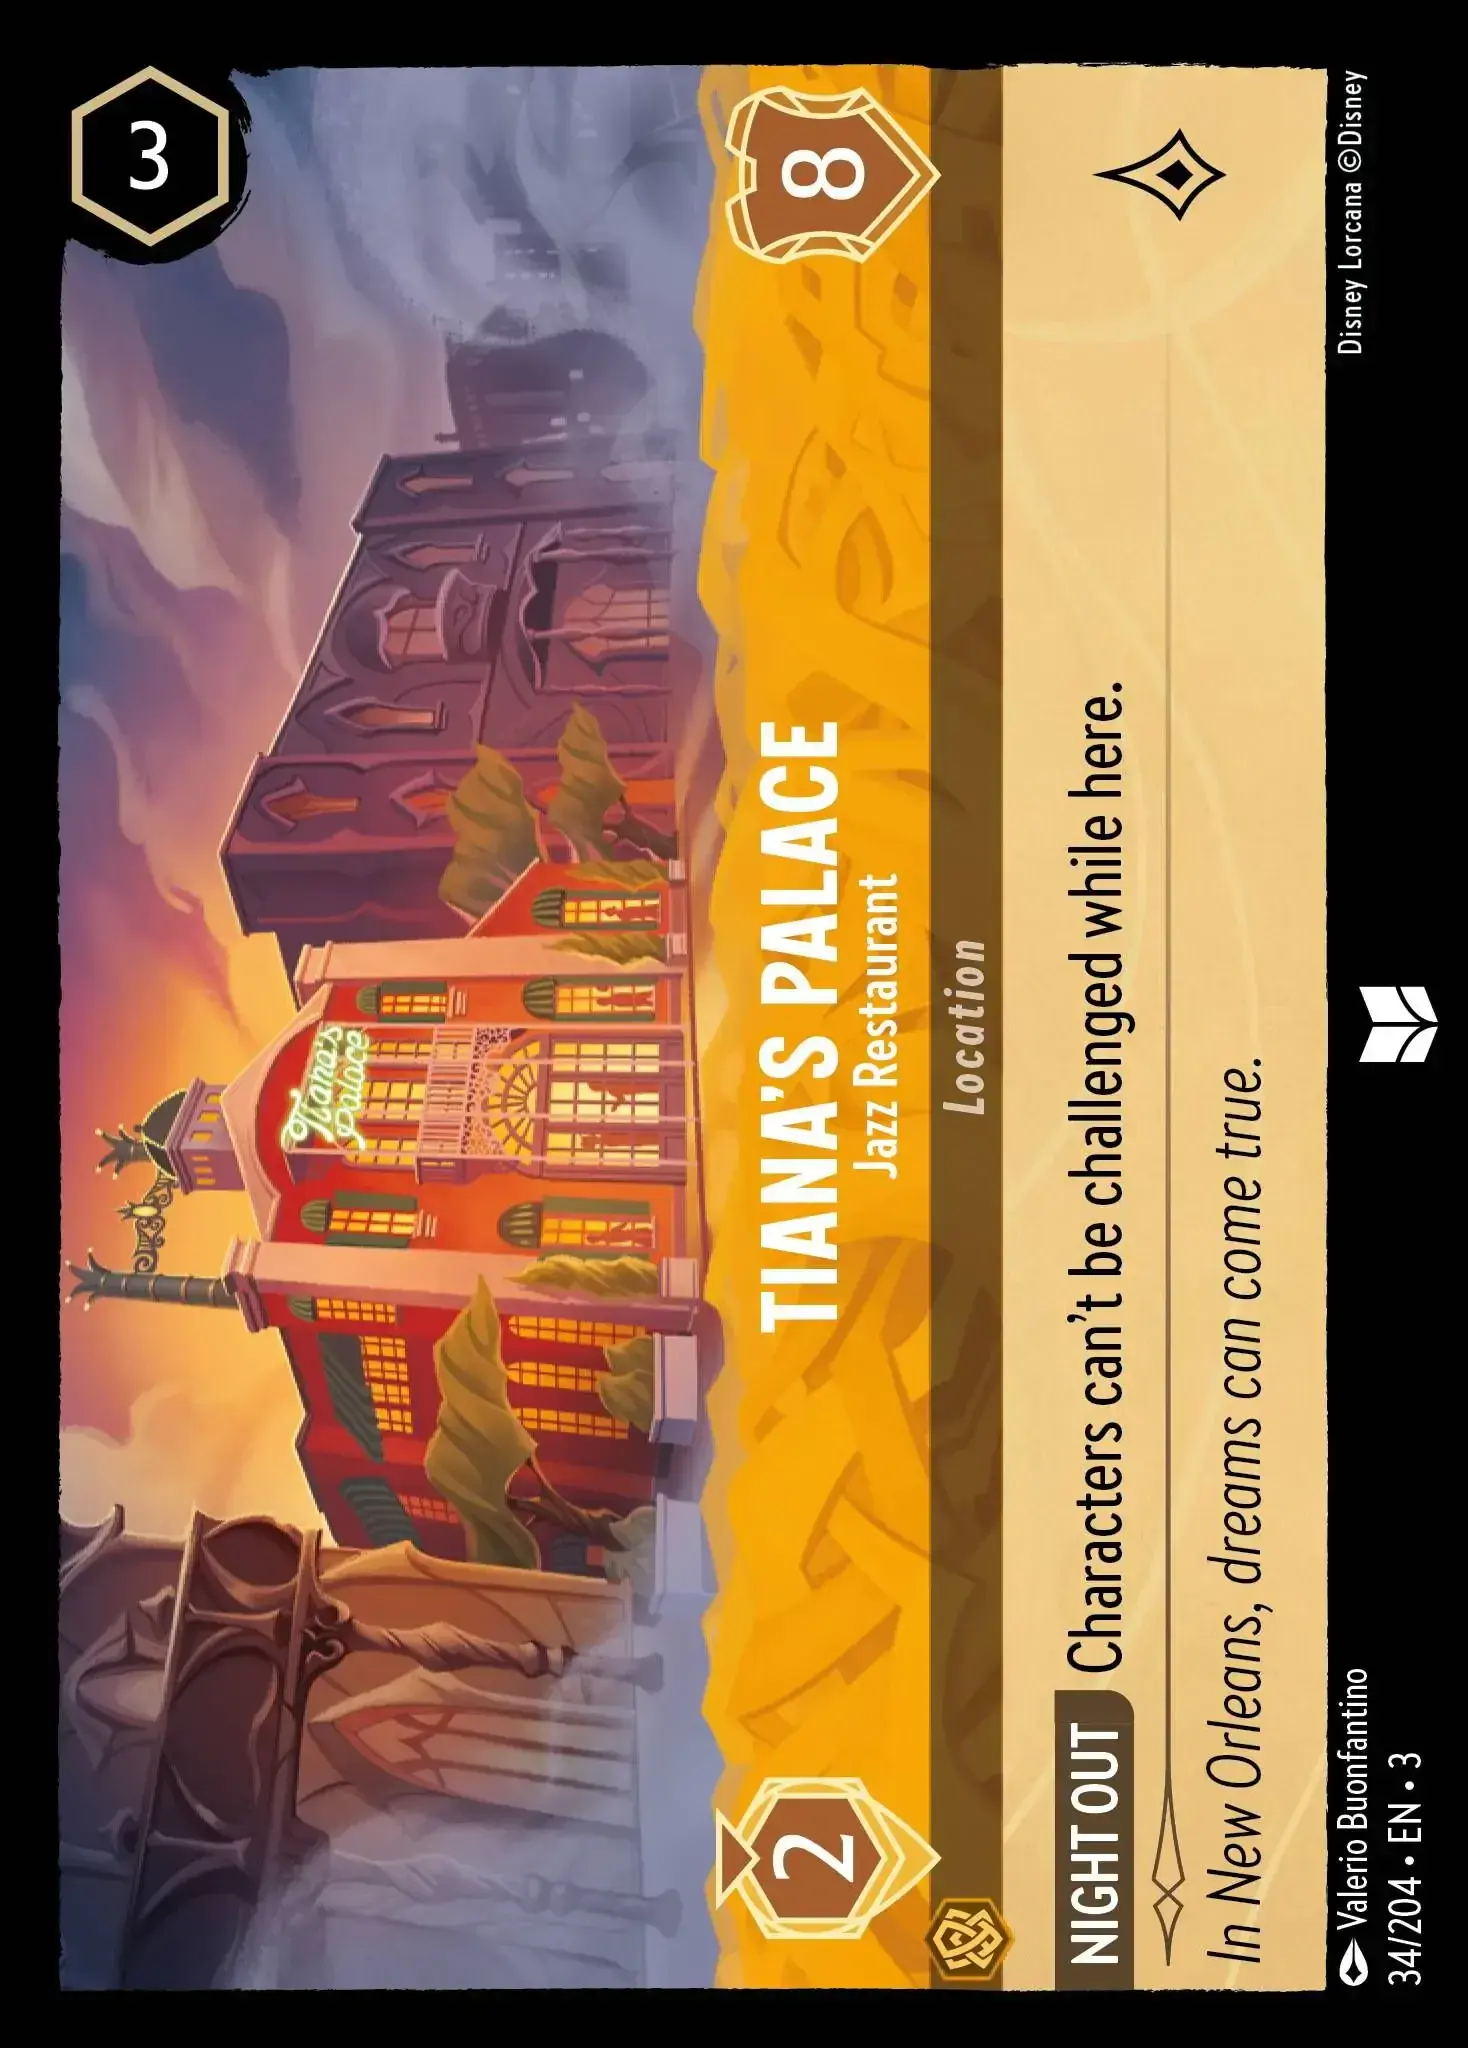 3
Tiana's
Palace
2
TIANA'S PALACE
8
Jazz Restaurant
Location
NIGHT OUT Characters can't be challenged while here.
In New Orleans, dreams can come true.
Valerio Buonfantino
Disney Lorcana ©Disney
34/204 • EN • 3